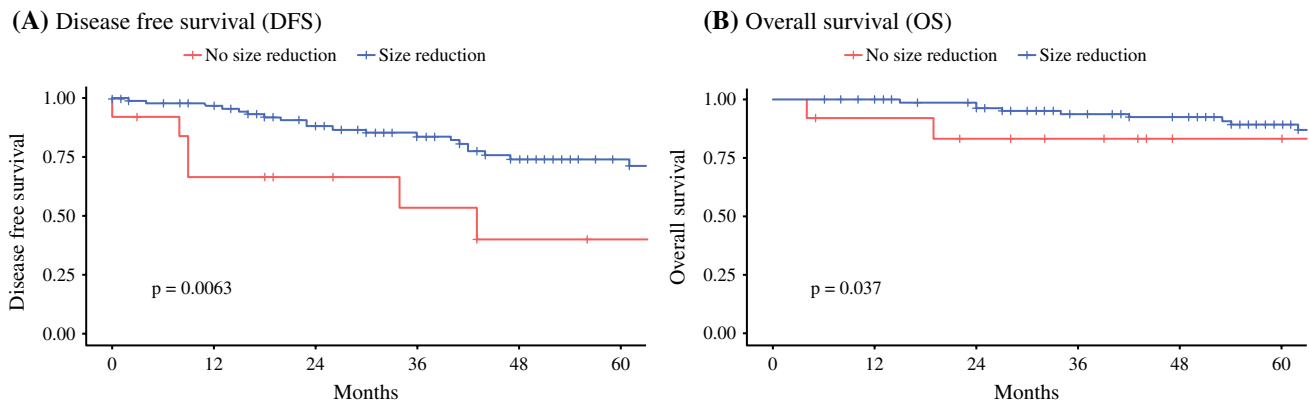 (A) Disease free survival (DFS)
No size reduction Size reduction
1.00
0.75
0.50
0.25
0.00
Disease free survival
p = 0.0063
0 12 24 36 48 60
Months
(B) Overall survival (OS)
No size reduction Size reduction
1.00
0.75
0.50
0.25
0.00
Overall survival
p = 0.037
0 12 24 36 48 60
Months